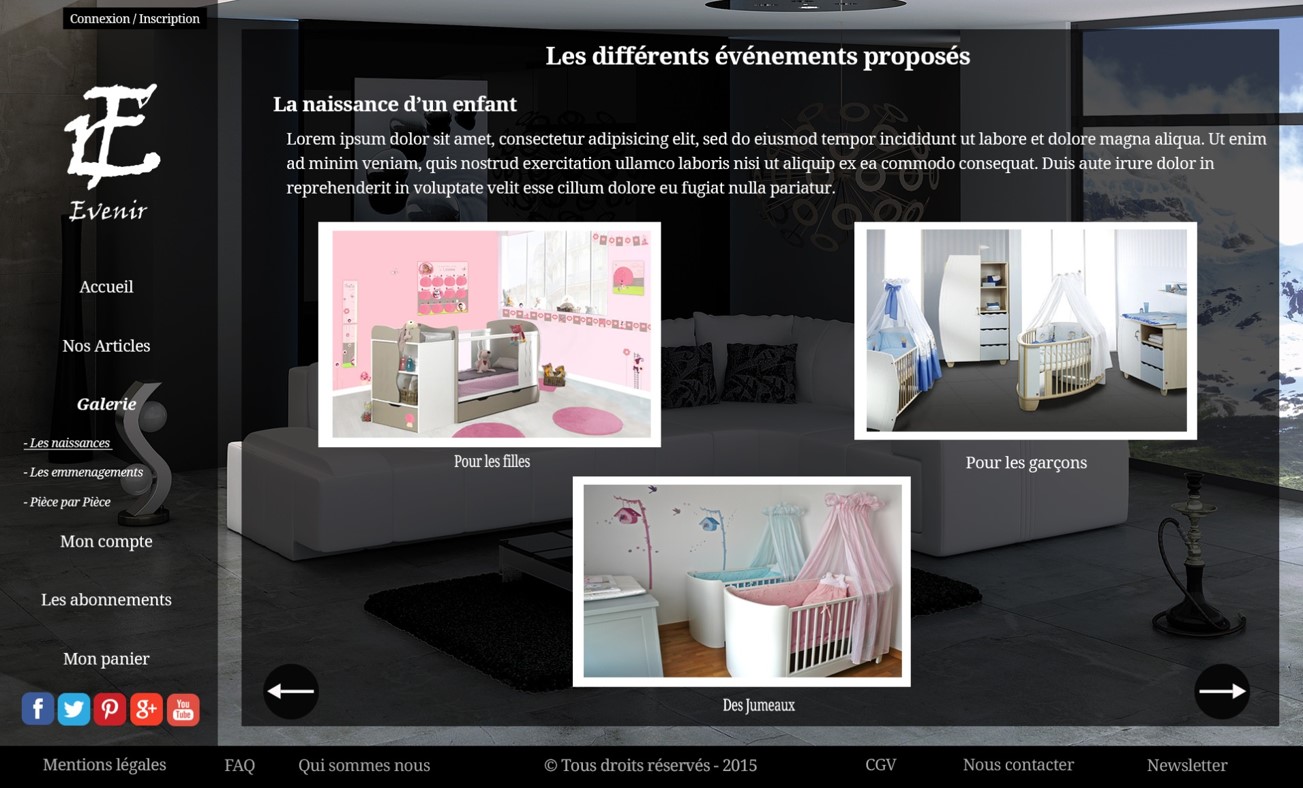 Connexion / Inscription
E
Evenir
Accueil
Nos Articles
Galerie
- Les naissances
- Les emmenagements
- Pièce par Pièce
Mon compte
Les abonnements
Mon panier
f
P
g+
You
Tube
Les différents événements proposés
La naissance d’un enfant
Lorem ipsum dolor sit amet, consectetur adipisicing elit, sed do eiusmod tempor incididunt ut labore et dolore magna aliqua. Ut enim
ad minim veniam, quis nostrud exercitation ullamco laboris nisi ut aliquip ex ea commodo consequat. Duis aute irure dolor in
reprehenderit in voluptate velit esse cillum dolore eu fugiat nulla pariatur.
Pour les filles
Pour les garçons
Des Jumeaux
Mentions légales
FAQ
Qui sommes nous
© Tous droits réservés - 2015
CGV
Nous contacter
Newsletter